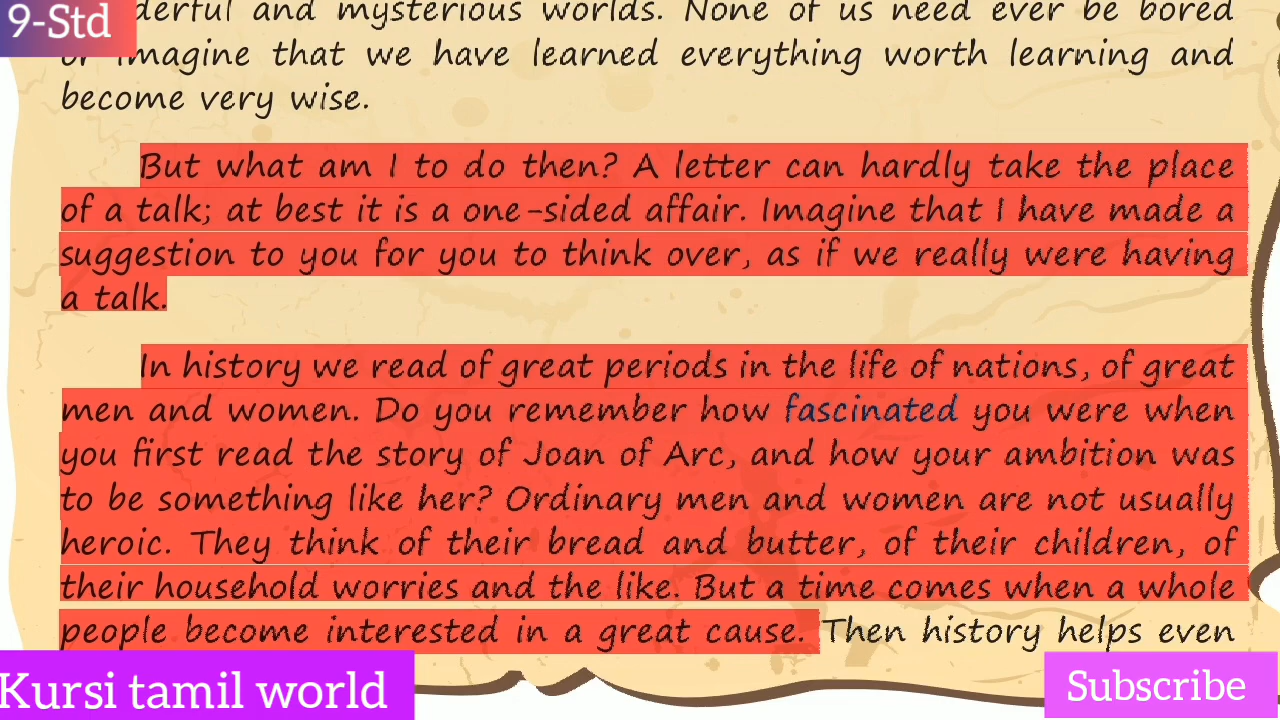 9-Std
derful and mysterious worlds. None of us need ever be bored
or imagine that we have learned everything worth learning and
become very wise.
But what am I to do then? A letter can hardly take the place
of a talk; at best it is a one-sided affair. Imagine that I have made a
suggestion to you for you to think over, as if we really were having
a talk.
In history we read of great periods in the life of nations, of great
men and women. Do you remember how fascinated you were when
you first read the story of Joan of Arc, and how your ambition was
to be something like her? Ordinary men and women are not usually
heroic. They think of their bread and butter, of their children, of
their household worries and the like. But a time comes when a whole
people become interested in a great cause. Then history helps even
Kursi tamil world
Subscribe